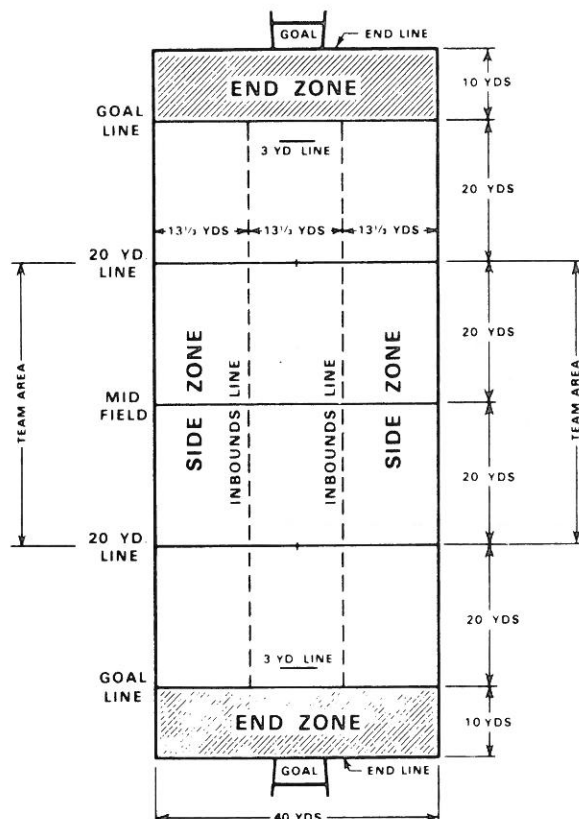 GOAL
END LINE
END ZONE
10 YDS
GOAL
LINE
3 YD LINE
20 YDS
13⅓ YDS 13⅓ YDS 13⅓ YDS
20 YD.
LINE
TEAM AREA
SIDE ZONE
INBOUNDS LINE
INBOUNDS LINE
SIDE ZONE
20 YDS
TEAM AREA
MID
FIELD
20 YDS
20 YD.
LINE
20 YDS
3 YD LINE
GOAL
LINE
END ZONE
10 YDS
GOAL
END LINE
40 YDS